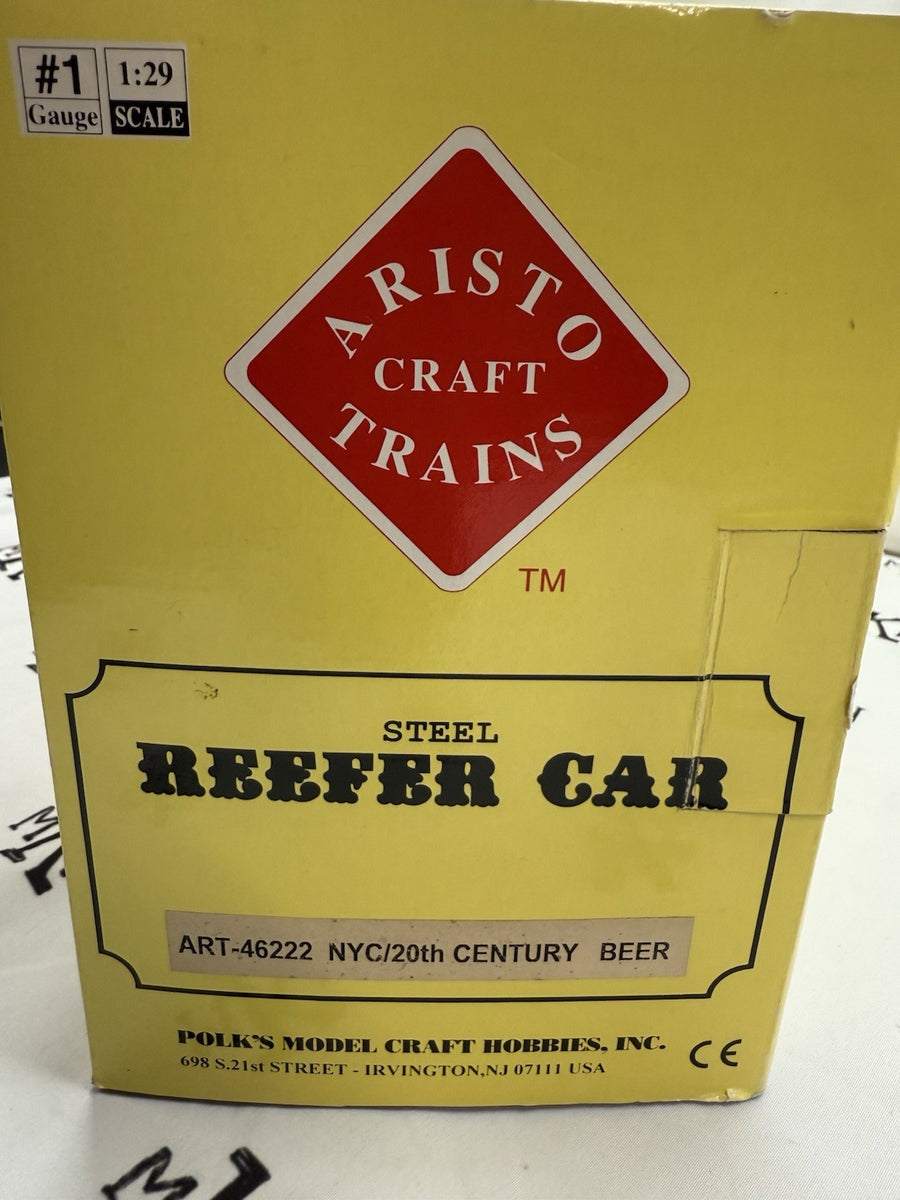 #1 1:29
Gauge SCALE
ARISTO
CRAFT
TRAINS
TM
STEEL
REEFER CAR
ART-46222 NYC/20th CENTURY BEER
POLK'S MODEL CRAFT HOBBIES, INC.
698 S.21st STREET - IRVINGTON,NJ 07111 USA
CE